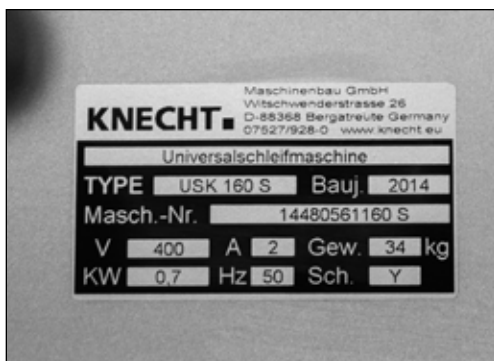 Maschinenbau GmbH
Witschwenderstrasse 26
D-88368 Bergatreute Germany
07527/928-0 www.knecht.eu
KNECHT
Universalschleifmaschine
TYPE USK 160 S Bauj. 2014
Masch.-Nr. 14480561160 S
V 400 A 2 Gew. 34 kg
KW 0,7 Hz 50 Sch. Y